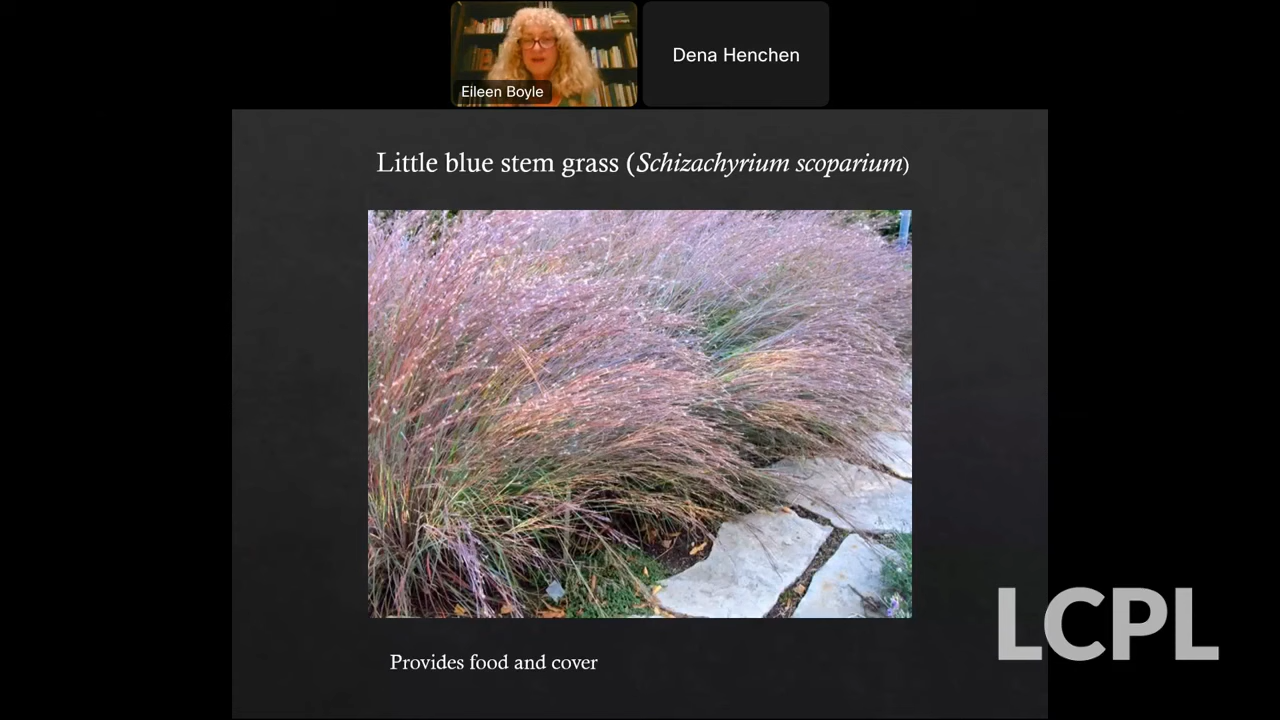 Dena Henchen
Eileen Boyle
Little blue stem grass (Schizachyrium scoparium)
Provides food and cover
LCPL